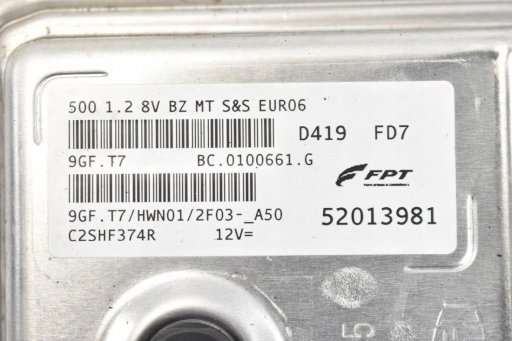 500 1.2 8V BZ MT S&S EURO6
D419 FD7
9GF.T7 BC.0100661.G
FPT
9GF.T7/HWN01/2F03-_A50
52013981
C2SHF374R 12V=